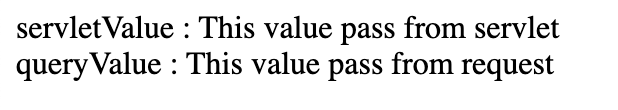 servletValue : This value pass from servlet
queryValue : This value pass from request